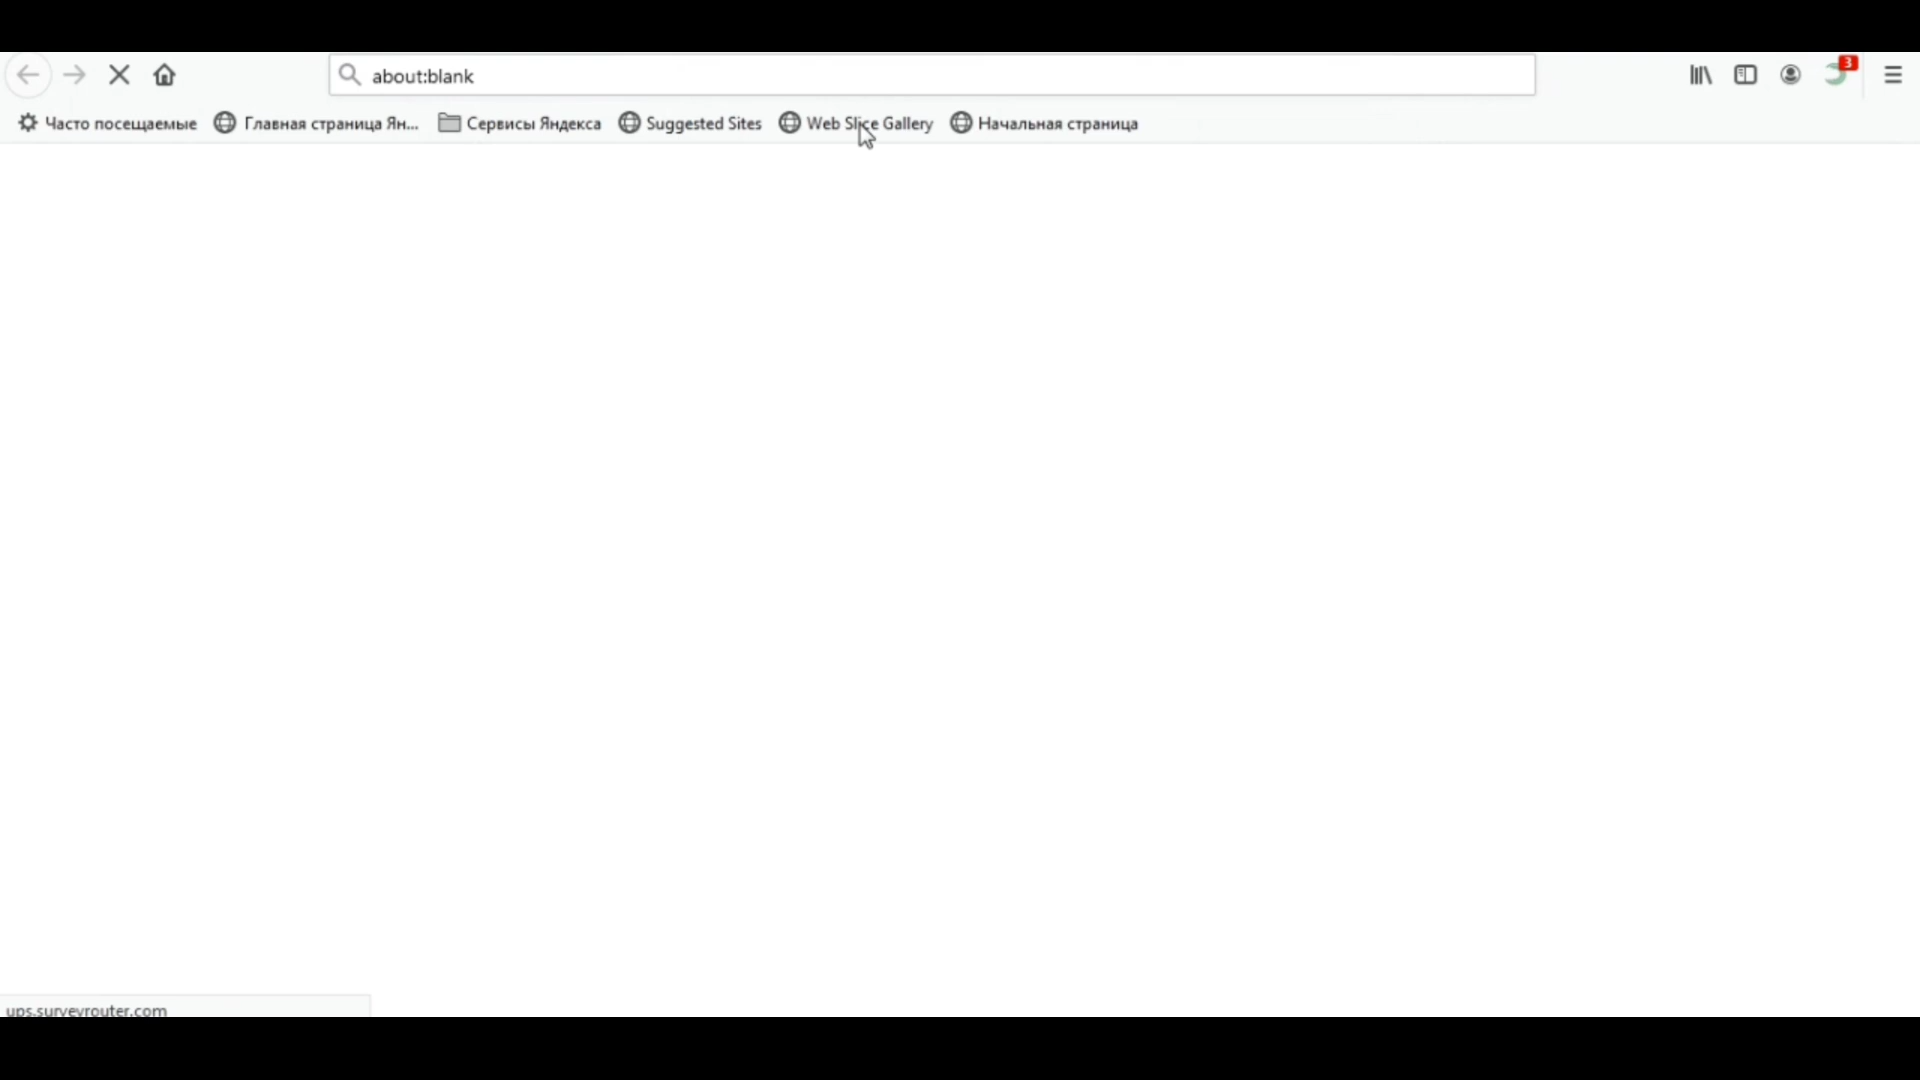 about:blank
3
Часто посещаемые Главная страница Ян... Сервисы Яндекса Suggested Sites Web Slice Gallery Начальная страница
ups.surveyrouter.com